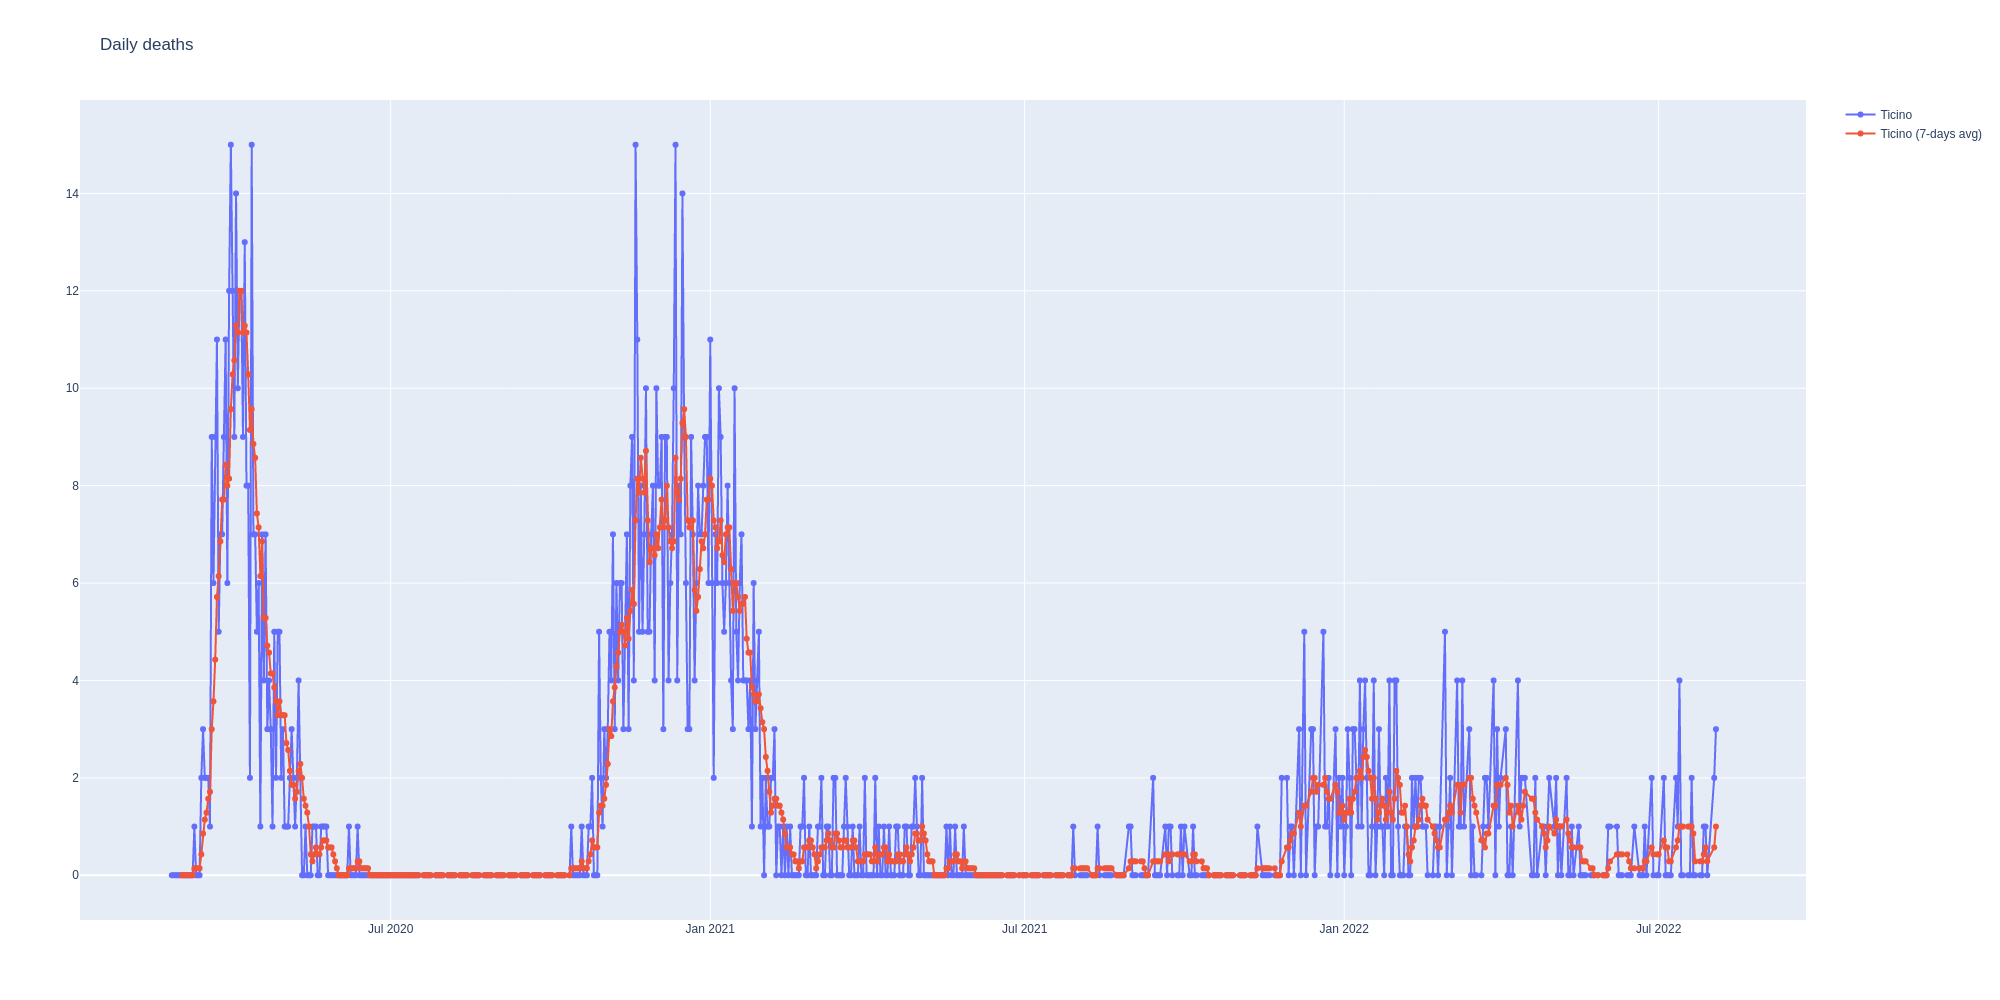 Daily deaths
Ticino
Ticino (7-days avg)
14
12
10
8
6
4
2
0
Jul 2020
Jan 2021
Jul 2021
Jan 2022
Jul 2022